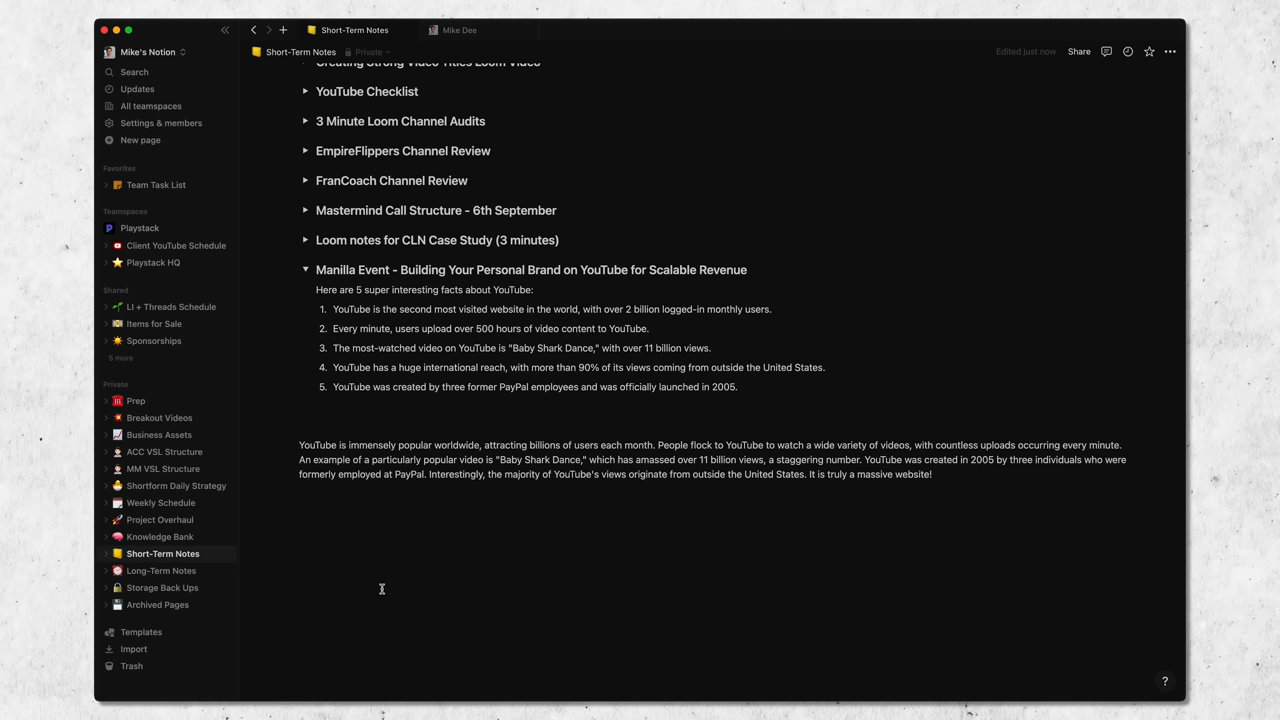 Short-Term Notes
Mike Dee
Mike's Notion
Short-Term Notes
Private
Edited just now
Share
Search
Updates
All teamspaces
Settings & members
New page
Favorites
Team Task List
Teamspaces
Playstack
Client YouTube Schedule
Playstack HQ
Shared
LI + Threads Schedule
Items for Sale
Sponsorships
5 more
Private
Prep
Breakout Videos
Business Assets
ACC VSL Structure
MM VSL Structure
Shortform Daily Strategy
Weekly Schedule
Project Overhaul
Knowledge Bank
Short-Term Notes
Long-Term Notes
Storage Back Ups
Archived Pages
Templates
Import
Trash
Creating Strong Video Titles Loom Video
YouTube Checklist
3 Minute Loom Channel Audits
EmpireFlippers Channel Review
FranCoach Channel Review
Mastermind Call Structure - 6th September
Loom notes for CLN Case Study (3 minutes)
Manilla Event - Building Your Personal Brand on YouTube for Scalable Revenue
Here are 5 super interesting facts about YouTube:
1. YouTube is the second most visited website in the world, with over 2 billion logged-in monthly users.
2. Every minute, users upload over 500 hours of video content to YouTube.
3. The most-watched video on YouTube is "Baby Shark Dance," with over 11 billion views.
4. YouTube has a huge international reach, with more than 90% of its views coming from outside the United States.
5. YouTube was created by three former PayPal employees and was officially launched in 2005.
YouTube is immensely popular worldwide, attracting billions of users each month. People flock to YouTube to watch a wide variety of videos, with countless uploads occurring every minute.
An example of a particularly popular video is "Baby Shark Dance," which has amassed over 11 billion views, a staggering number. YouTube was created in 2005 by three individuals who were
formerly employed at PayPal. Interestingly, the majority of YouTube's views originate from outside the United States. It is truly a massive website!
?